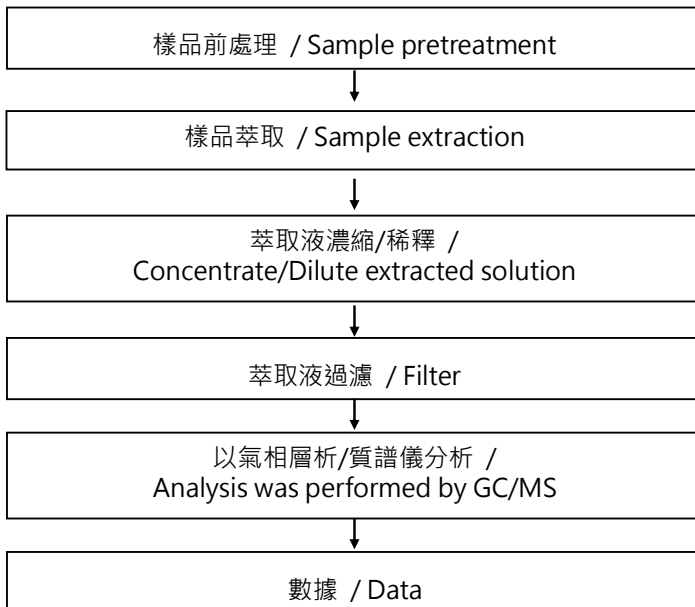 樣品前處理 / Sample pretreatment
樣品萃取 / Sample extraction
萃取液濃縮/稀釋 /
Concentrate/Dilute extracted solution
萃取液過濾 / Filter
以氣相層析/質譜儀分析 /
Analysis was performed by GC/MS
數據 / Data